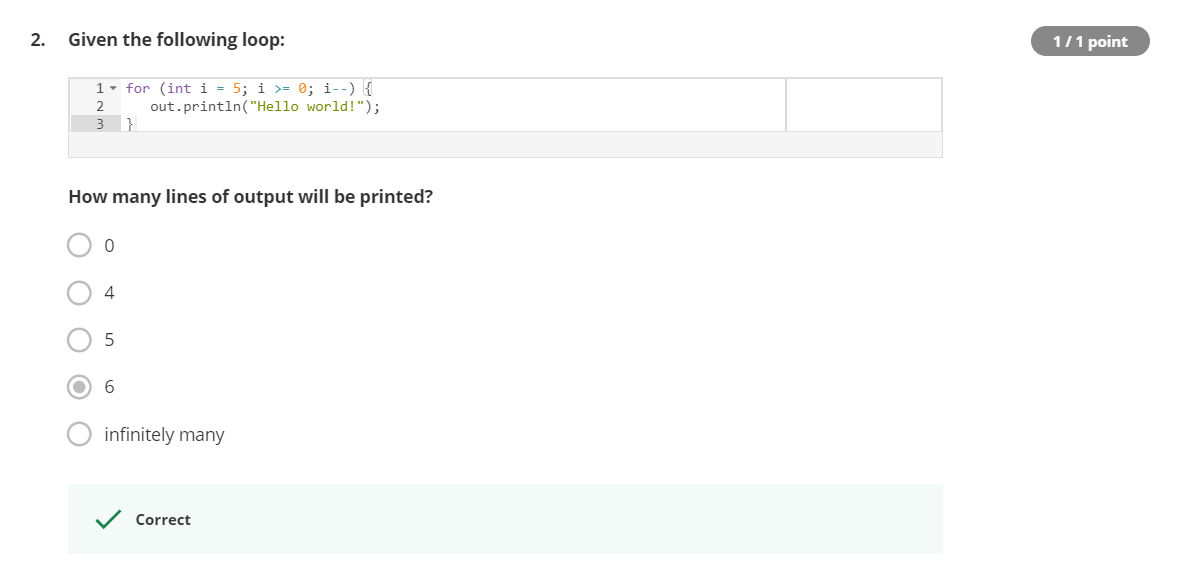 2. Given the following loop:
1 / 1 point
1 for (int i = 5; i >= 0; i--) {
2 out.println("Hello world!");
3 }
How many lines of output will be printed?
0
4
5
6
infinitely many
Correct